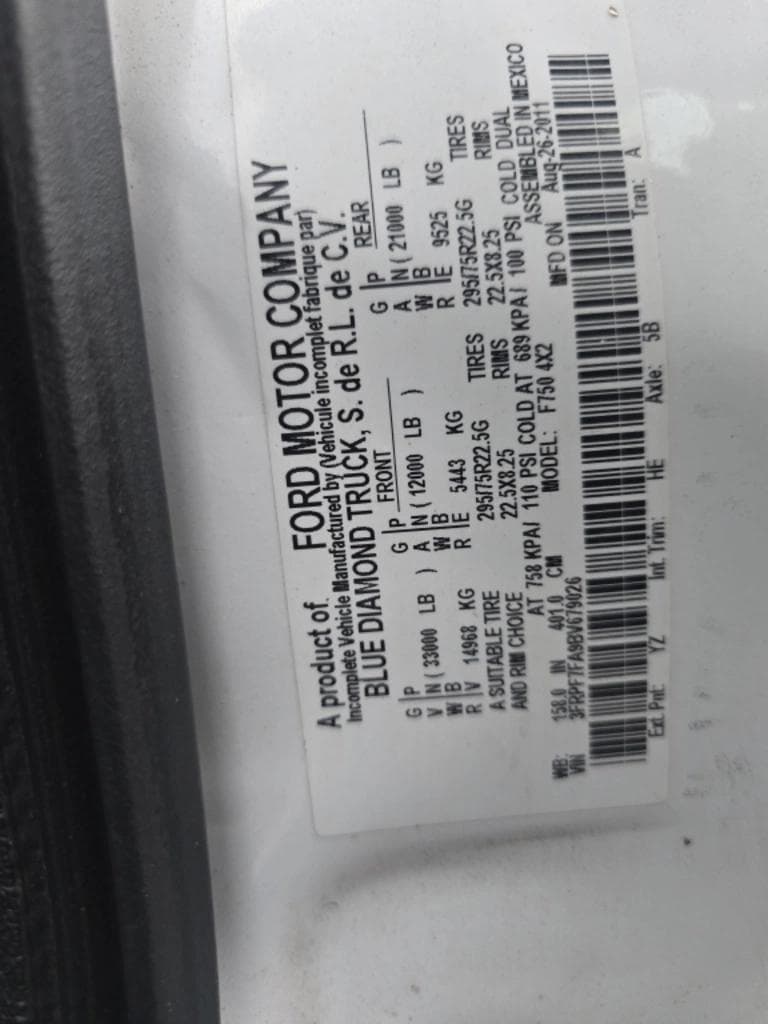 A product of FORD MOTOR COMPANY
Incomplete Vehicle Manufactured by (Vehicule incomplet fabrique par)
BLUE DIAMOND TRUCK, S. de R.L. de C.V.
FRONT REAR
G P G P G P
V N ( 33000 LB ) A N ( 12000 LB ) A N ( 21000 LB )
W B W B W B
R V 14968 KG R E 5443 KG R E 9525 KG
A SUITABLE TIRE 295/75R22.5G TIRES 295/75R22.5G TIRES
AND RIM CHOICE 22.5X8.25 RIMS 22.5X8.25 RIMS
AT 758 KPA/ 110 PSI COLD AT 689 KPA/ 100 PSI COLD DUAL
MODEL: F750 4X2 ASSEMBLED IN MEXICO
WB: 158.0 IN 401.0 CM MFD ON Aug-26-2011
VIN 3FRPF7FA9BV679026
Ext Pnt: YZ Int. Trim: HE Axle: 5B Tran: A